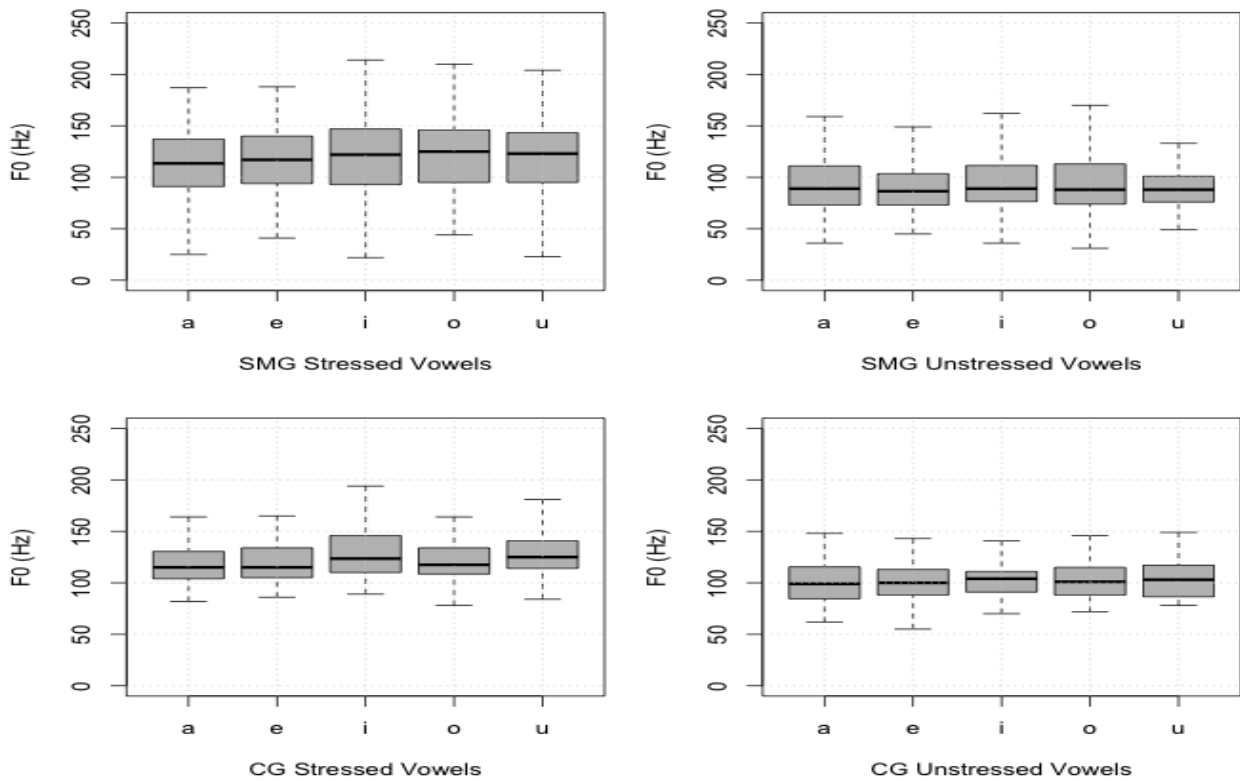 250
200
150
100
50
0
F0 (Hz)
a e i o u
SMG Stressed Vowels
250
200
150
100
50
0
F0 (Hz)
a e i o u
SMG Unstressed Vowels
250
200
150
100
50
0
F0 (Hz)
a e i o u
CG Stressed Vowels
250
200
150
100
50
0
F0 (Hz)
a e i o u
CG Unstressed Vowels